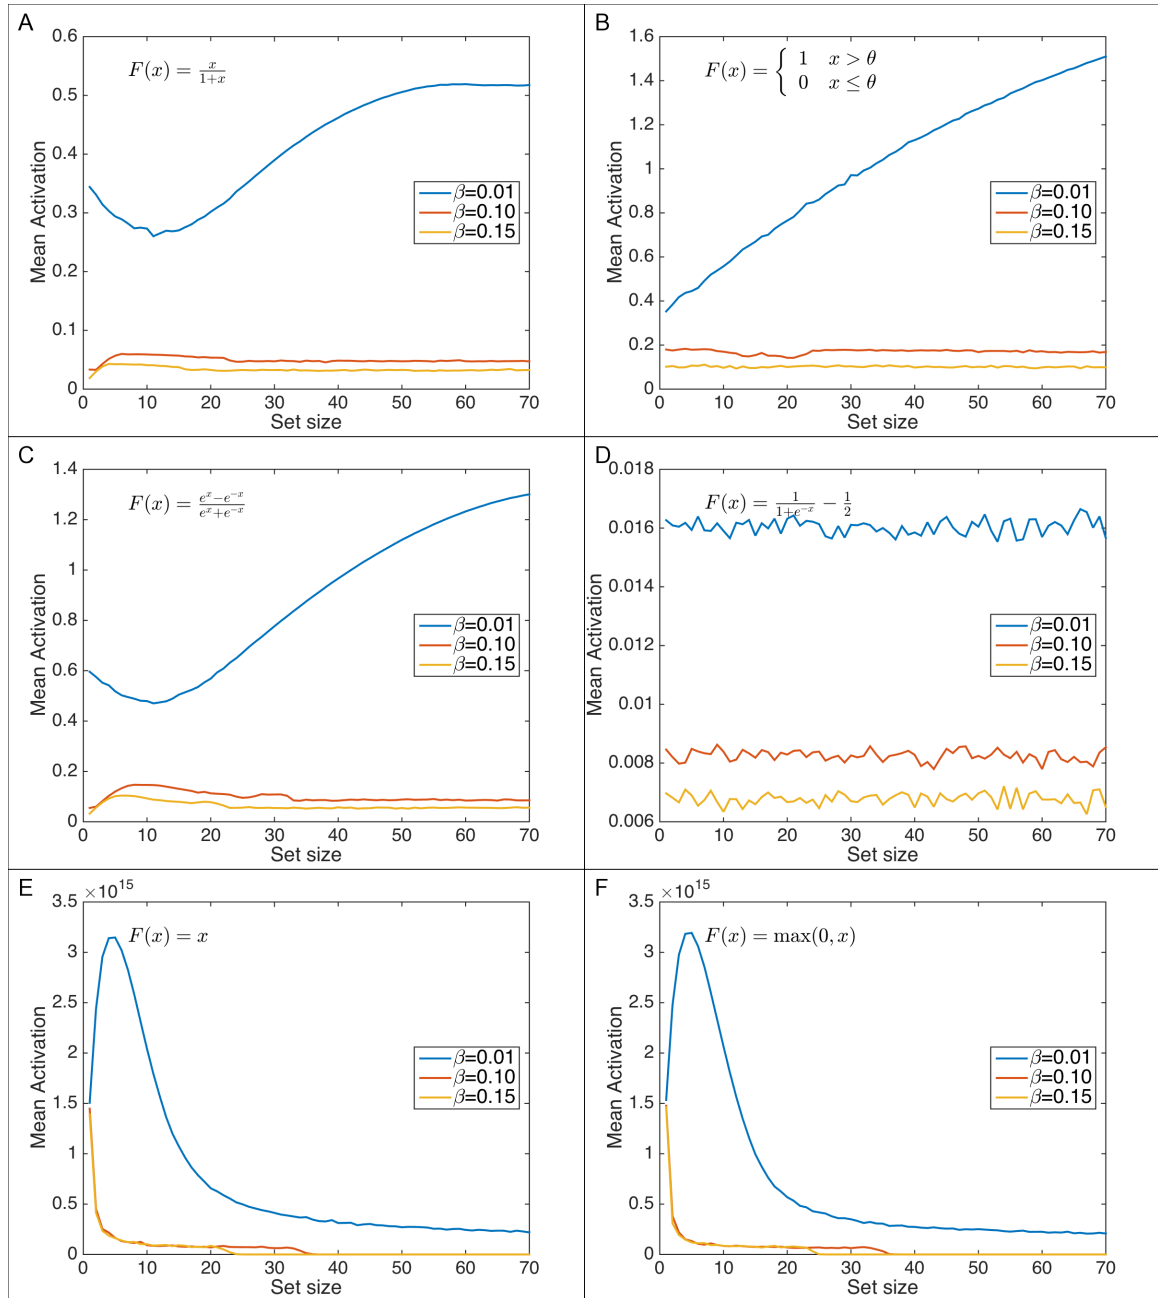 A
F(x) = x/(1+x)
0.6
0.5
0.4
0.3
0.2
0.1
0
Mean Activation
β=0.01
β=0.10
β=0.15
0 10 20 30 40 50 60 70
Set size
B
F(x) = { 1 x > θ
0 x ≤ θ
1.6
1.4
1.2
1
0.8
0.6
0.4
0.2
0
Mean Activation
β=0.01
β=0.10
β=0.15
0 10 20 30 40 50 60 70
Set size
C
F(x) = (e^x − e^−x)/(e^x + e^−x)
1.4
1.2
1
0.8
0.6
0.4
0.2
0
Mean Activation
β=0.01
β=0.10
β=0.15
0 10 20 30 40 50 60 70
Set size
D
F(x) = 1/(1+e^−x) − 1/2
0.018
0.016
0.014
0.012
0.01
0.008
0.006
Mean Activation
β=0.01
β=0.10
β=0.15
0 10 20 30 40 50 60 70
Set size
E
×10^15
F(x) = x
3.5
3
2.5
2
1.5
1
0.5
0
Mean Activation
β=0.01
β=0.10
β=0.15
0 10 20 30 40 50 60 70
Set size
F
×10^15
F(x) = max(0, x)
3.5
3
2.5
2
1.5
1
0.5
0
Mean Activation
β=0.01
β=0.10
β=0.15
0 10 20 30 40 50 60 70
Set size